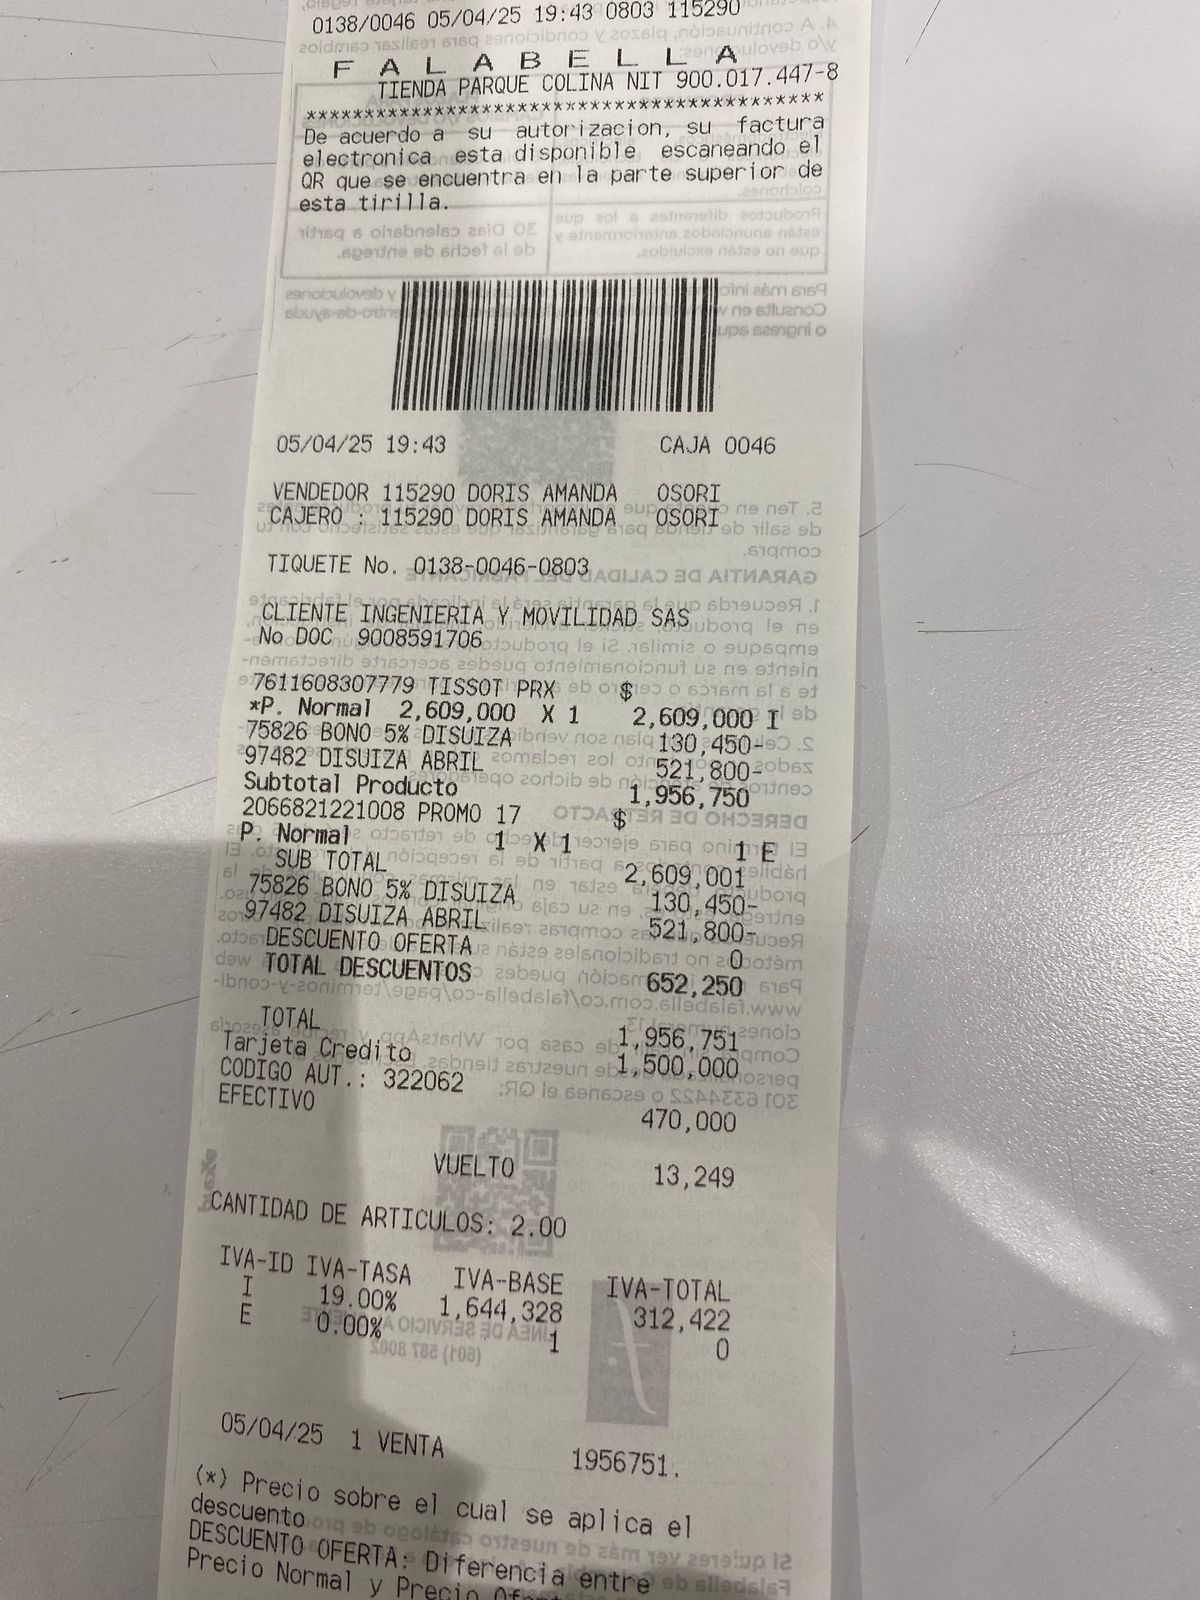 0138/0046 05/04/25 19:43 0803 115290
F A L A B E L L A
TIENDA PARQUE COLINA NIT 900.017.447-8
******************************************
De acuerdo a su autorizacion, su factura
electronica esta disponible escaneando el
QR que se encuentra en la parte superior de
esta tirilla.
05/04/25 19:43 CAJA 0046
VENDEDOR 115290 DORIS AMANDA OSORI
CAJERO : 115290 DORIS AMANDA OSORI
TIQUETE No. 0138-0046-0803
CLIENTE INGENIERIA Y MOVILIDAD SAS
No DOC 9008591706
7611608307779 TISSOT PRX $
*P. Normal 2,609,000 X 1 2,609,000 I
75826 BONO 5% DISUIZA 130,450-
97482 DISUIZA ABRIL 521,800-
Subtotal Producto 1,956,750
2066821221008 PROMO 17 $
P. Normal 1 X 1 1 E
SUB TOTAL 2,609,001
75826 BONO 5% DISUIZA 130,450-
97482 DISUIZA ABRIL 521,800-
DESCUENTO OFERTA 0
TOTAL DESCUENTOS 652,250
TOTAL 1,956,751
Tarjeta Credito 1,500,000
CODIGO AUT.: 322062
EFECTIVO 470,000
VUELTO 13,249
CANTIDAD DE ARTICULOS: 2.00
IVA-ID IVA-TASA IVA-BASE IVA-TOTAL
I 19.00% 1,644,328 312,422
E 0.00% 1 0
05/04/25 1 VENTA 1956751.
(*) Precio sobre el cual se aplica el
descuento
DESCUENTO OFERTA: Diferencia entre
Precio Normal y Precio